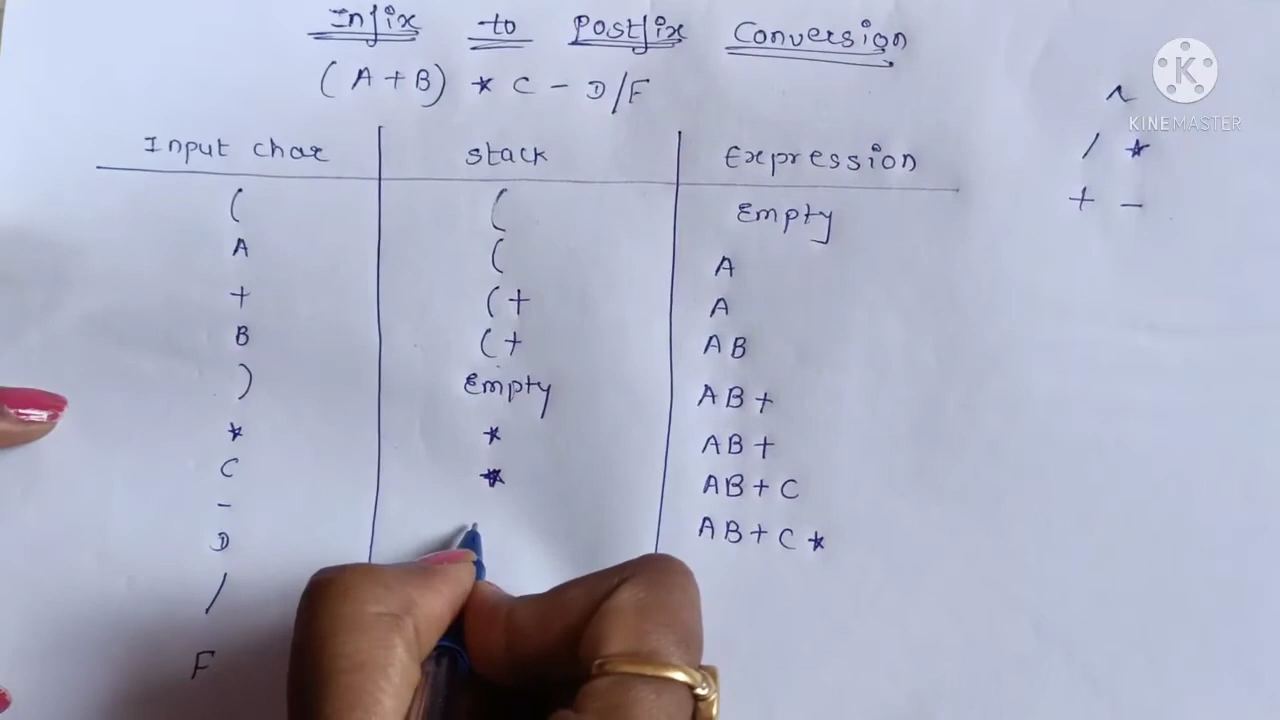 Infix to Postfix Conversion
(A+B) * C - D/F
K
KINEMASTER
^
/ *
+ -
Input char Stack Expression
( ( Empty
A ( A
+ (+ A
B (+ AB
) Empty AB+
* * AB+
C * AB+C
- AB+C*
D
/
F